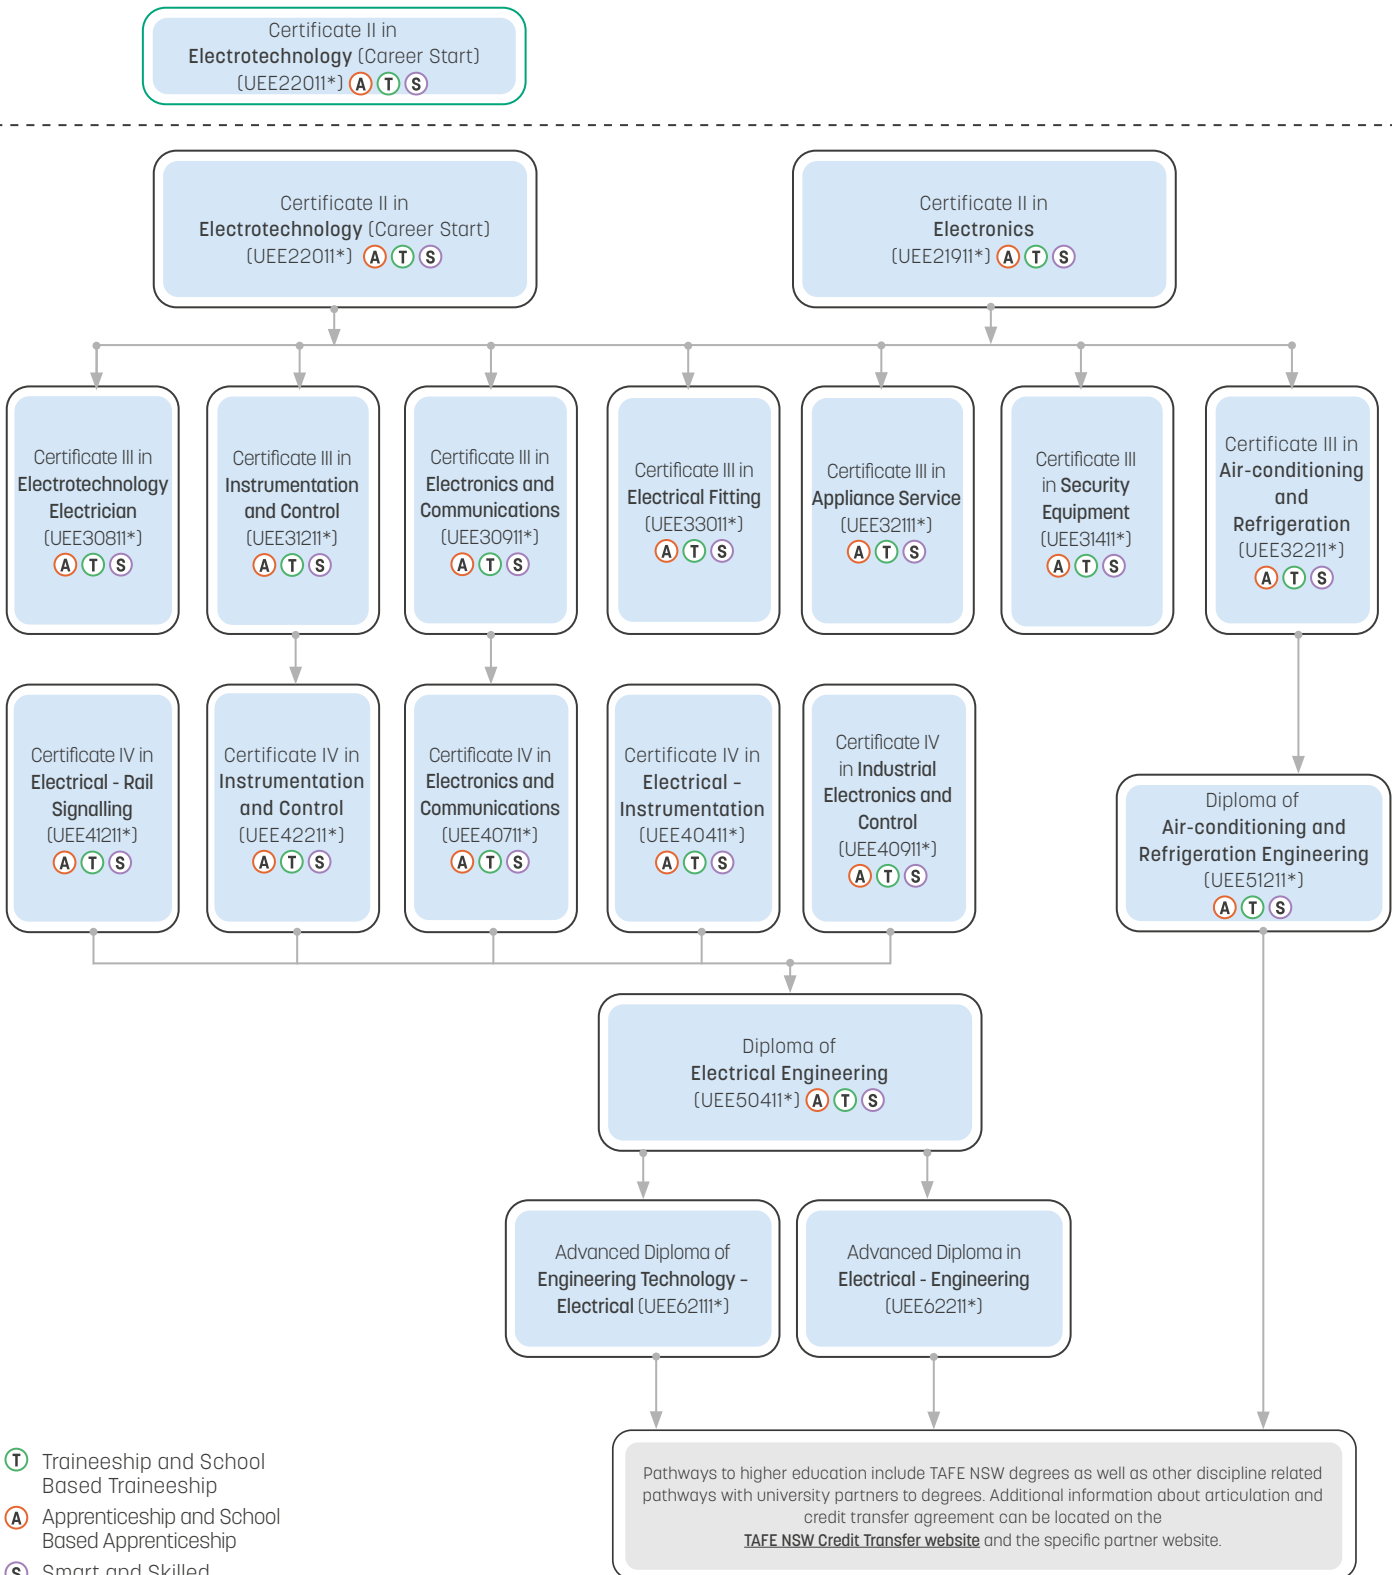 Certificate II in
Electrotechnology (Career Start)
(UEE22011*) A T S
Certificate II in
Electrotechnology (Career Start)
(UEE22011*) A T S
Certificate II in
Electronics
(UEE21911*) A T S
Certificate III in
Electrotechnology
Electrician
(UEE30811*)
A T S
Certificate III in
Instrumentation
and Control
(UEE31211*)
A T S
Certificate III in
Electronics and
Communications
(UEE30911*)
A T S
Certificate III in
Electrical Fitting
(UEE33011*)
A T S
Certificate III in
Appliance Service
(UEE32111*)
A T S
Certificate III
in Security
Equipment
(UEE31411*)
A T S
Certificate III in
Air-conditioning
and
Refrigeration
(UEE32211*)
A T S
Certificate IV in
Electrical - Rail
Signalling
(UEE41211*)
A T S
Certificate IV in
Instrumentation
and Control
(UEE42211*)
A T S
Certificate IV in
Electronics and
Communications
(UEE40711*)
A T S
Certificate IV in
Electrical –
Instrumentation
(UEE40411*)
A T S
Certificate IV
in Industrial
Electronics and
Control
(UEE40911*)
A T S
Diploma of
Air-conditioning and
Refrigeration Engineering
(UEE51211*)
A T S
Diploma of
Electrical Engineering
(UEE50411*) A T S
Advanced Diploma of
Engineering Technology –
Electrical (UEE62111*)
Advanced Diploma in
Electrical - Engineering
(UEE62211*)
Pathways to higher education include TAFE NSW degrees as well as other discipline related
pathways with university partners to degrees. Additional information about articulation and
credit transfer agreement can be located on the
TAFE NSW Credit Transfer website and the specific partner website.
T Traineeship and School
Based Traineeship
A Apprenticeship and School
Based Apprenticeship
S Smart and Skilled